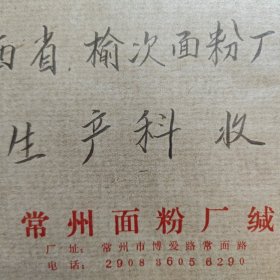 西省.榆次面粉厂
生产科 收
常州面粉厂缄
厂址: 常州市博爱路常面路
电话: 2908 3605 6290